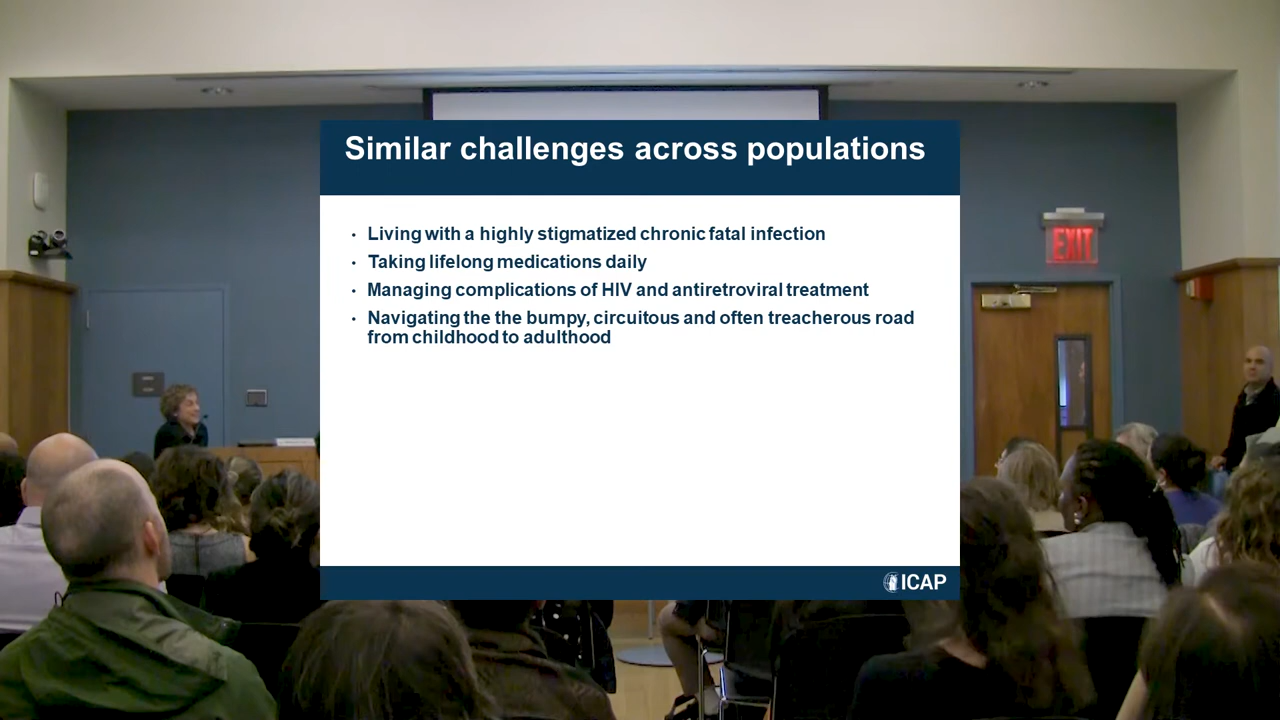 Similar challenges across populations
• Living with a highly stigmatized chronic fatal infection
• Taking lifelong medications daily
• Managing complications of HIV and antiretroviral treatment
• Navigating the the bumpy, circuitous and often treacherous road
from childhood to adulthood
EXIT
ICAP